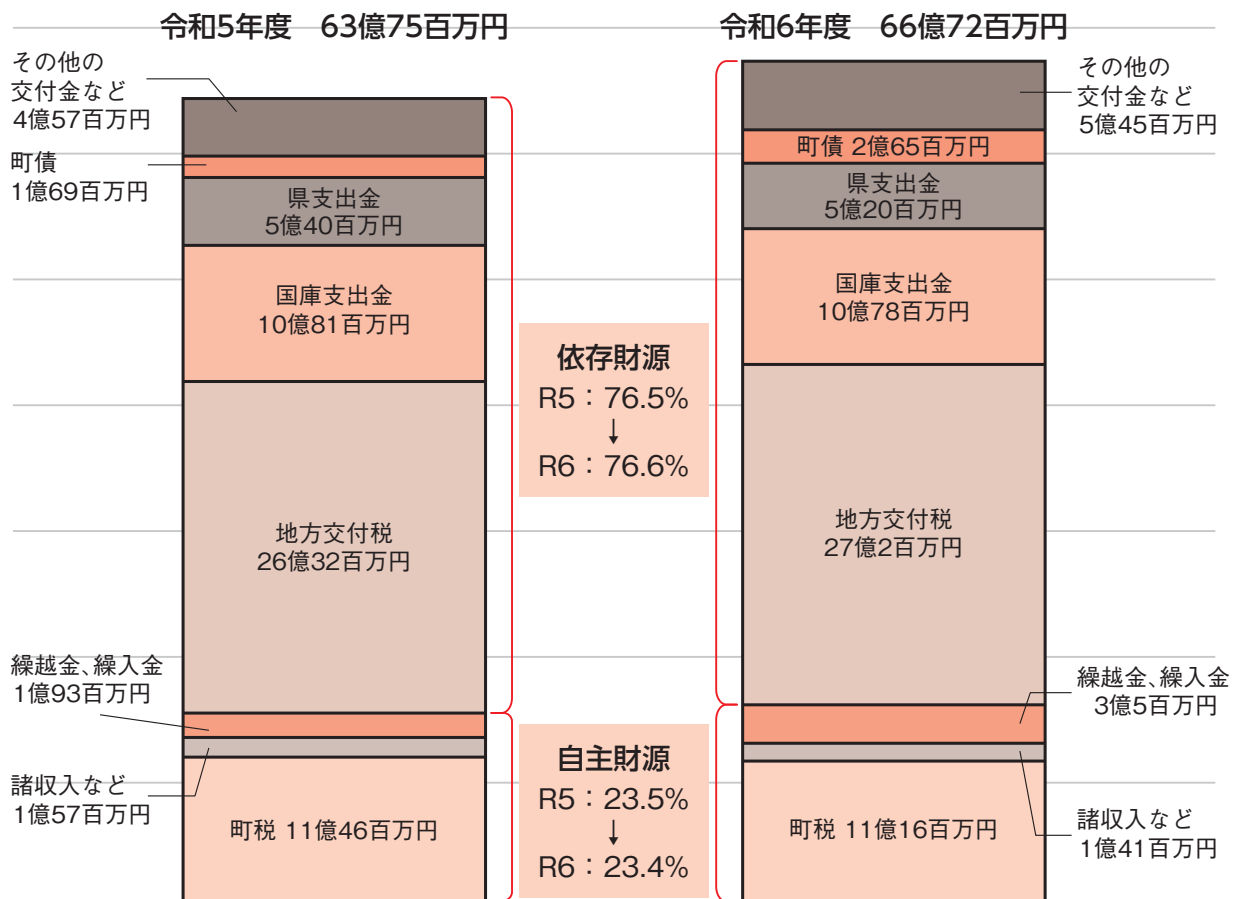 令和5年度　63億75百万円
その他の
交付金など
4億57百万円
町債
1億69百万円
県支出金
5億40百万円
国庫支出金
10億81百万円
地方交付税
26億32百万円
繰越金、繰入金
1億93百万円
諸収入など
1億57百万円
町税 11億46百万円
依存財源
R5：76.5%
↓
R6：76.6%
自主財源
R5：23.5%
↓
R6：23.4%
令和6年度　66億72百万円
その他の
交付金など
5億45百万円
町債 2億65百万円
県支出金
5億20百万円
国庫支出金
10億78百万円
地方交付税
27億2百万円
繰越金、繰入金
3億5百万円
諸収入など
1億41百万円
町税 11億16百万円